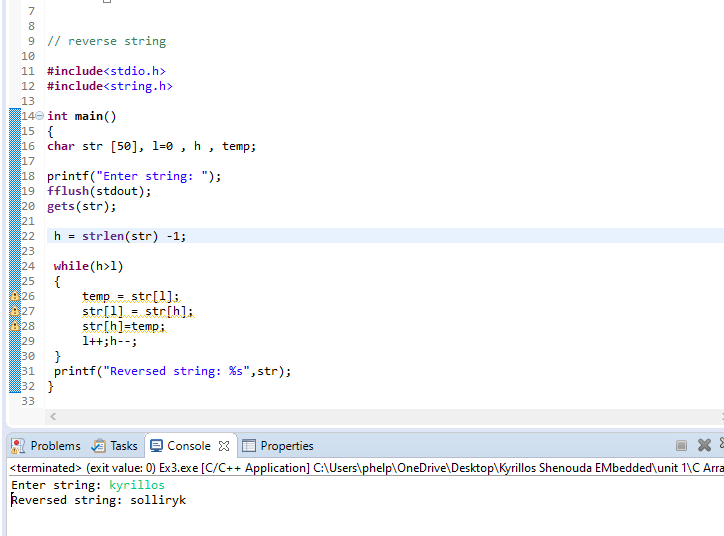 7
8
9 // reverse string
10
11 #include<stdio.h>
12 #include<string.h>
13
14 int main()
15 {
16 char str [50], l=0 , h , temp;
17
18 printf("Enter string: ");
19 fflush(stdout);
20 gets(str);
21
22 h = strlen(str) -1;
23
24 while(h>l)
25 {
26 temp = str[l];
27 str[l] = str[h];
28 str[h]=temp;
29 l++;h--;
30 }
31 printf("Reversed string: %s",str);
32 }
33
Problems Tasks Console Properties
<terminated> (exit value: 0) Ex3.exe [C/C++ Application] C:\Users\phelp\OneDrive\Desktop\Kyrillos Shenouda EMbedded\unit 1\C Arra
Enter string: kyrillos
Reversed string: solliryk